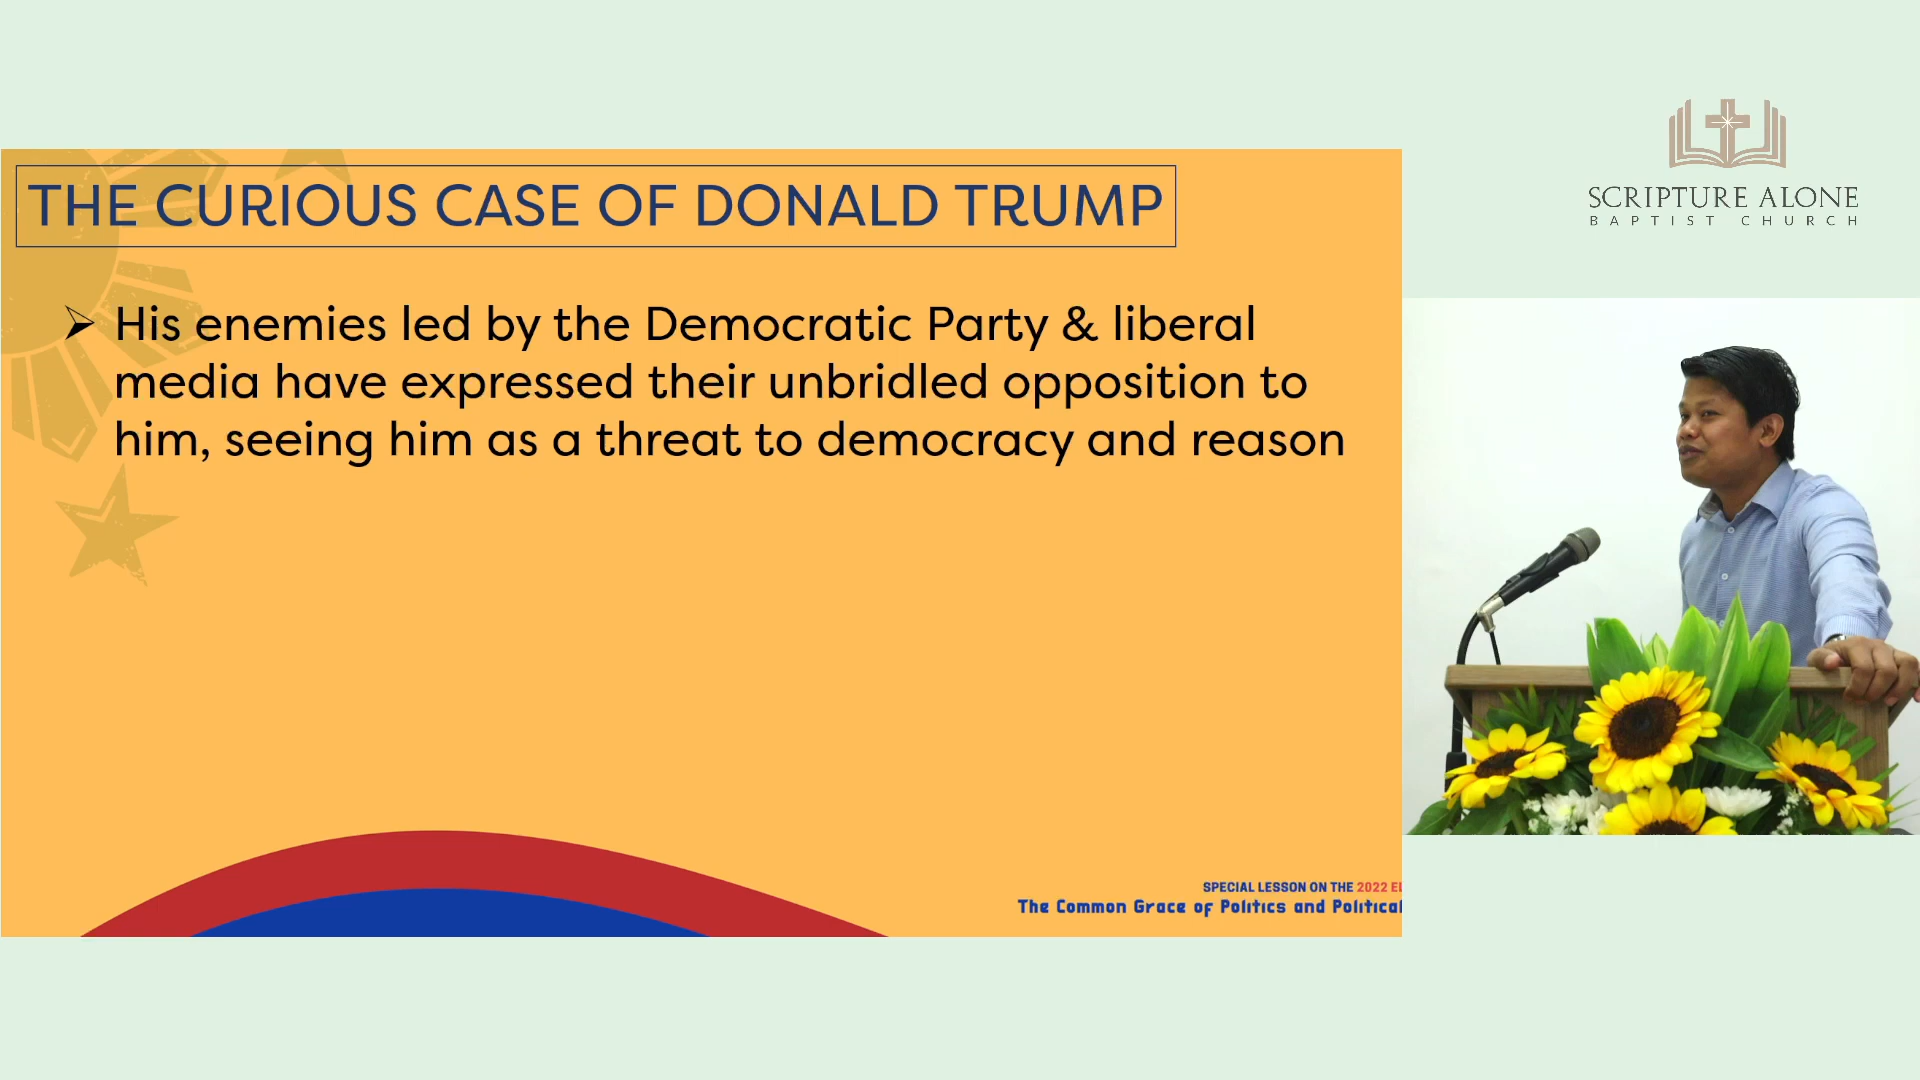 THE CURIOUS CASE OF DONALD TRUMP
➢ His enemies led by the Democratic Party & liberal
media have expressed their unbridled opposition to
him, seeing him as a threat to democracy and reason
SPECIAL LESSON ON THE 2022
The Common Grace of Politics and Political
SCRIPTURE ALONE
BAPTIST CHURCH